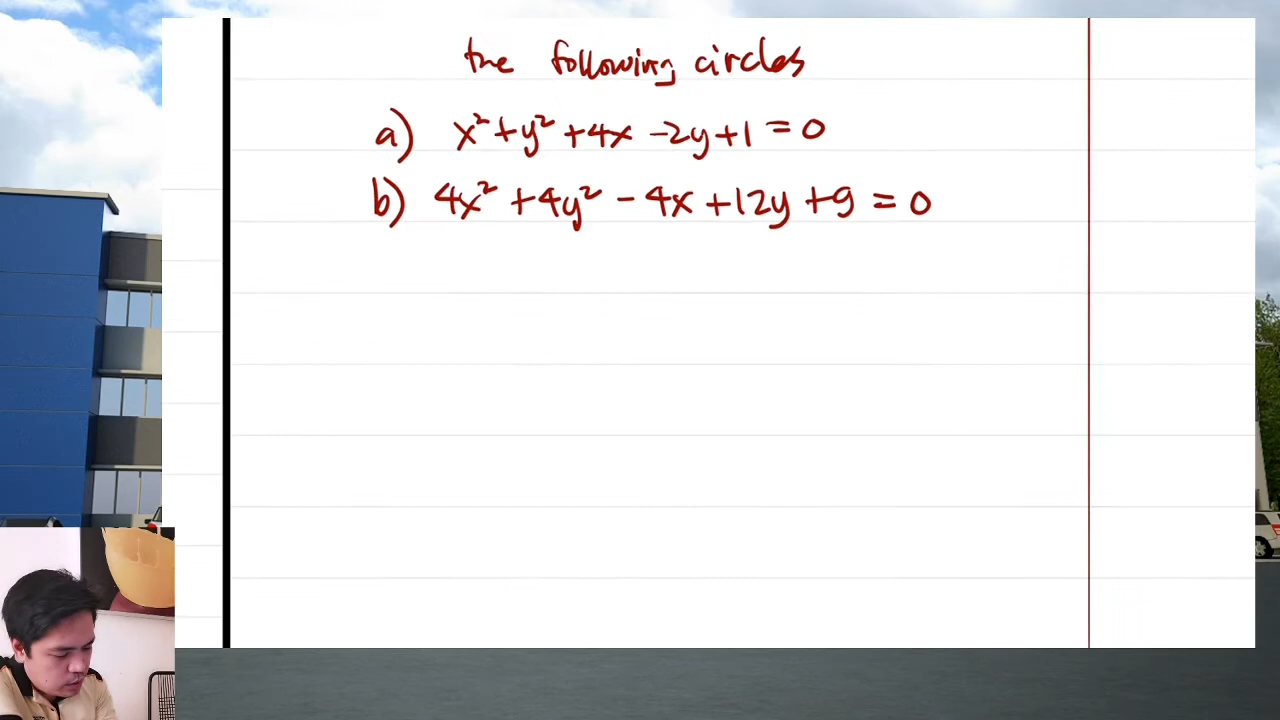 the following circles
a) x² + y² + 4x - 2y + 1 = 0
b) 4x² + 4y² - 4x + 12y + 9 = 0